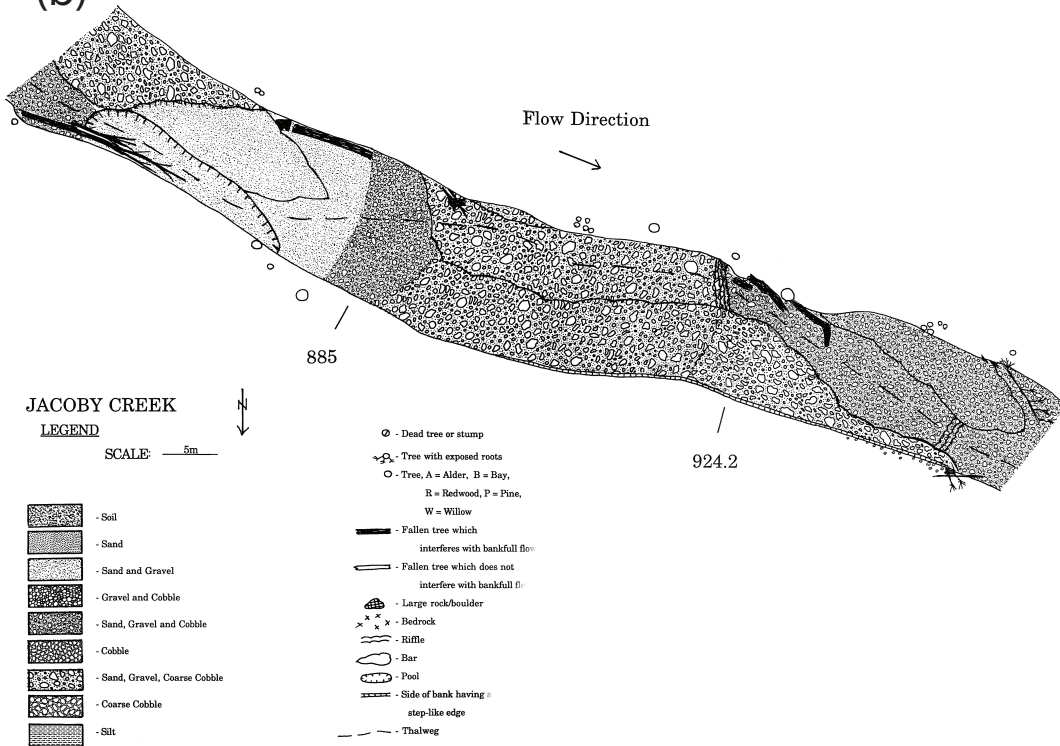 (b)
Flow Direction
885
924.2
JACOBY CREEK
LEGEND
SCALE: 5m
N
- Soil
- Sand
- Sand and Gravel
- Gravel and Cobble
- Sand, Gravel and Cobble
- Cobble
- Sand, Gravel, Coarse Cobble
- Coarse Cobble
- Silt
- Dead tree or stump
- Tree with exposed roots
- Tree, A = Alder, B = Bay,
R = Redwood, P = Pine,
W = Willow
- Fallen tree which
interferes with bankfull flow
- Fallen tree which does not
interfere with bankfull
- Large rock/boulder
- Bedrock
- Riffle
- Bar
- Pool
- Side of bank having
step-like edge
- Thalweg